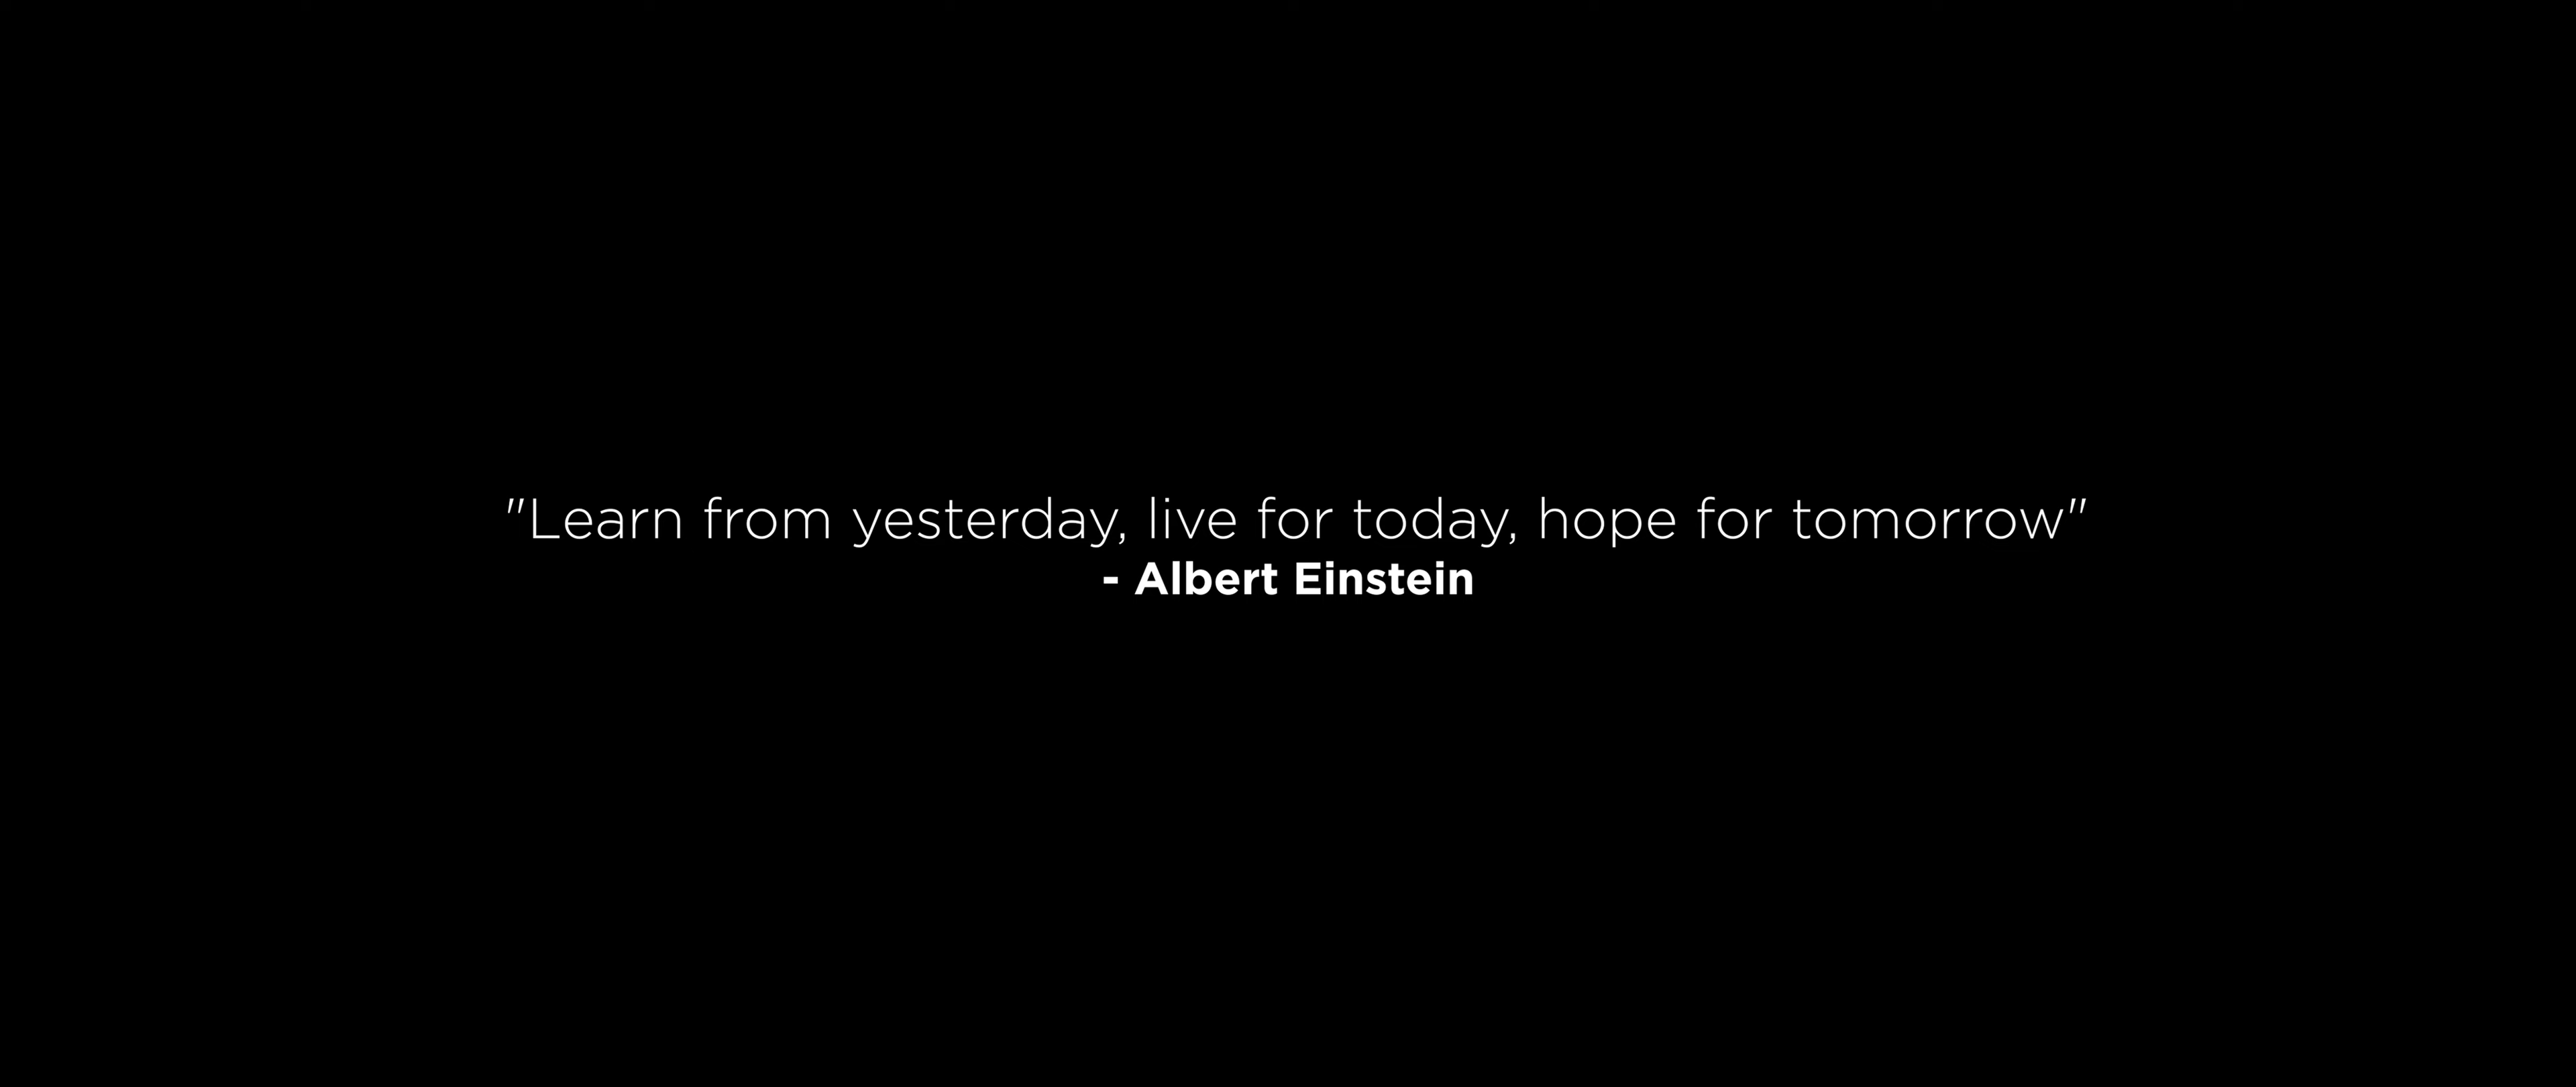 "Learn from yesterday, live for today, hope for tomorrow"
- Albert Einstein